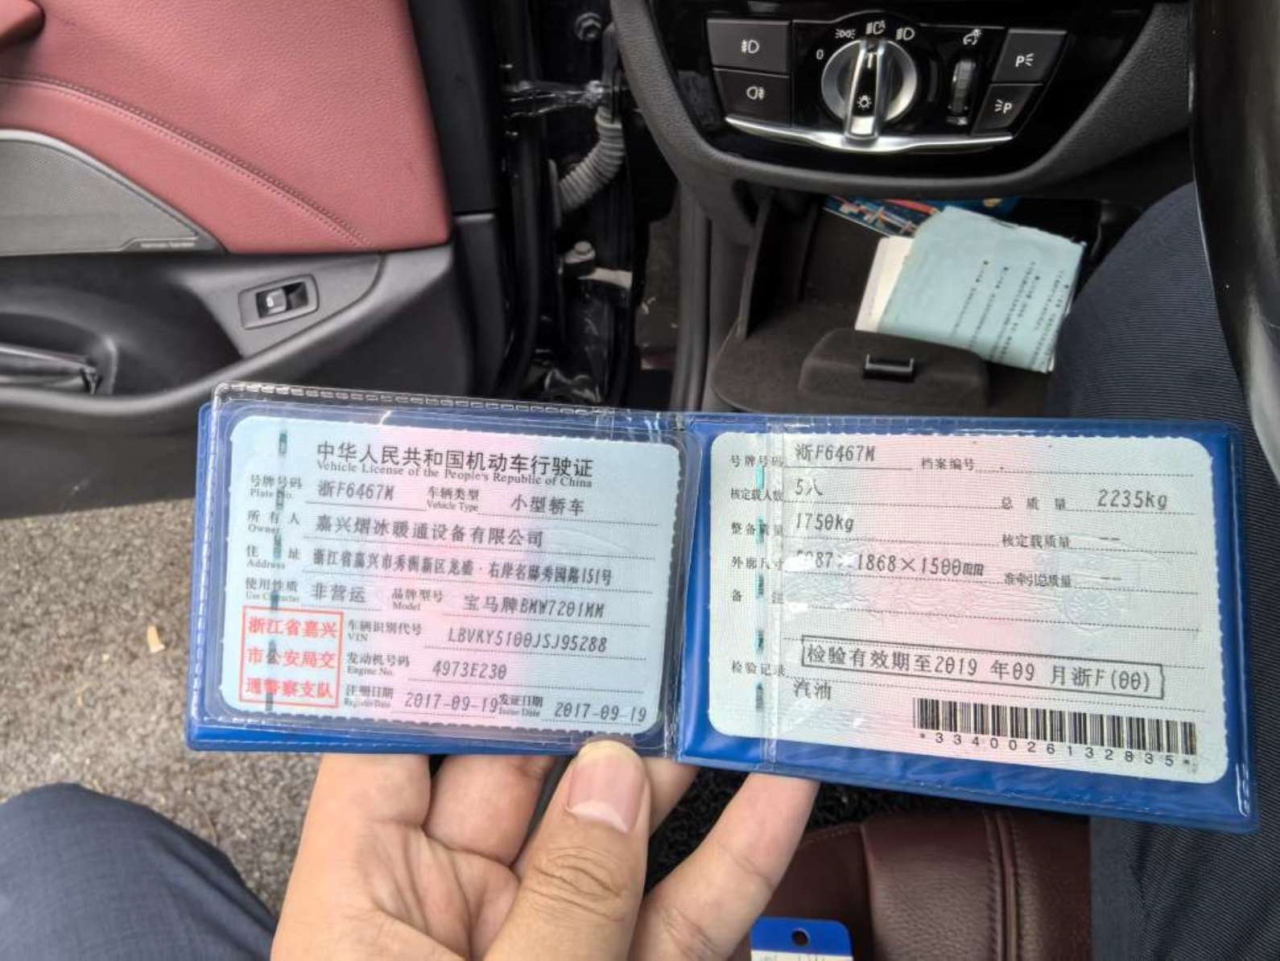 中华人民共和国机动车行驶证
Vehicle License of the People's Republic of China
号牌号码 浙F6467M 车辆类型 小型轿车
Plate No. Vehicle Type
所有人 嘉兴熠冰暖通设备有限公司
Owner
住址 浙江省嘉兴市秀洲新区龙盛·右岸名邸秀园路151号
Address
使用性质 非营运 品牌型号 宝马牌BMW7201MM
Use Character Model
浙江省嘉兴
市公安局交
通警察支队
车辆识别代号 LBVKY5100JSJ95288
VIN
发动机号码 4973E230
Engine No.
注册日期 2017-09-19 发证日期 2017-09-19
Register Date Issue Date
号牌号码 浙F6467M 档案编号
核定载人数 5人 总质量 2235kg
整备质量 1750kg 核定载质量 --
外廓尺寸 5087×1868×1500mm 准牵引总质量 --
备注
检验有效期至2019年09月浙F(00)
检验记录
汽油
*3340026132835*
0
P
P
harman/kardon